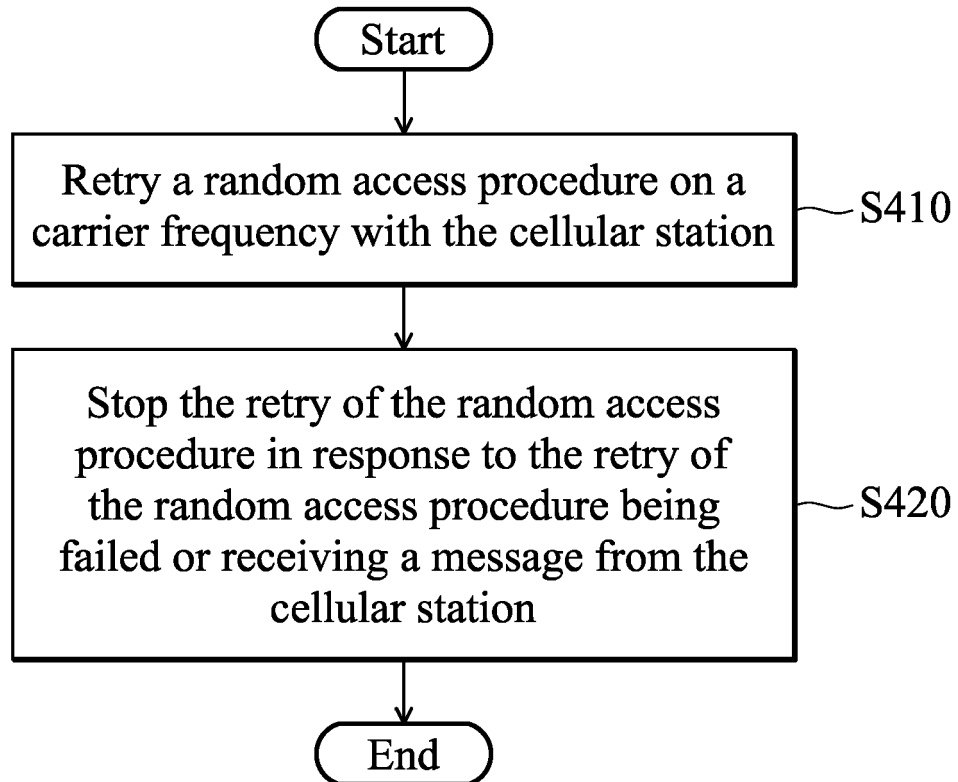 Start
Retry a random access procedure on a
carrier frequency with the cellular station
S410
Stop the retry of the random access
procedure in response to the retry of
the random access procedure being
failed or receiving a message from the
cellular station
S420
End